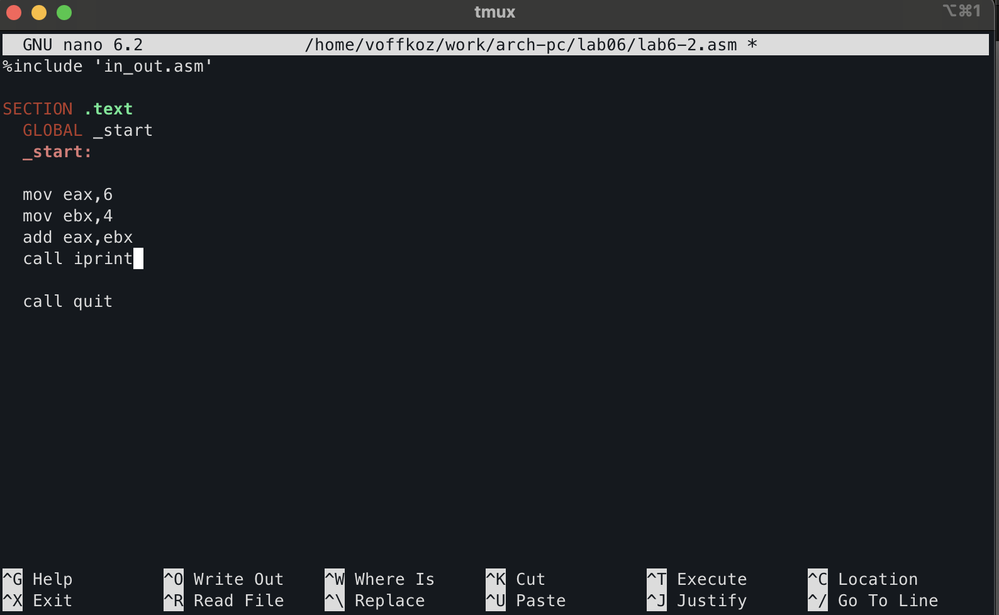 tmux ⌥⌘1
GNU nano 6.2 /home/voffkoz/work/arch-pc/lab06/lab6-2.asm *
%include 'in_out.asm'
SECTION .text
GLOBAL _start
_start:
mov eax,6
mov ebx,4
add eax,ebx
call iprint
call quit
^G Help ^O Write Out ^W Where Is ^K Cut ^T Execute ^C Location
^X Exit ^R Read File ^\ Replace ^U Paste ^J Justify ^/ Go To Line